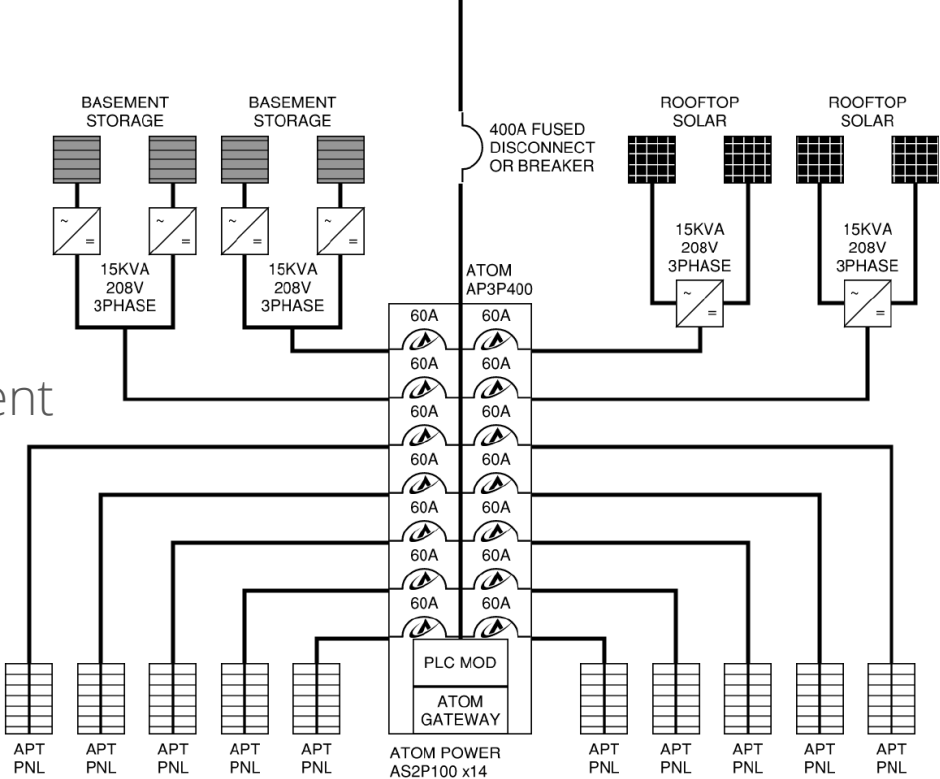 BASEMENT
STORAGE
BASEMENT
STORAGE
400A FUSED
DISCONNECT
OR BREAKER
ROOFTOP
SOLAR
ROOFTOP
SOLAR
~
=
~
=
~
=
~
=
15KVA
208V
3PHASE
15KVA
208V
3PHASE
15KVA
208V
3PHASE
15KVA
208V
3PHASE
~
=
~
=
ATOM
AP3P400
60A 60A
60A 60A
60A 60A
60A 60A
60A 60A
60A 60A
60A 60A
ent
PLC MOD
ATOM
GATEWAY
APT
PNL
APT
PNL
APT
PNL
APT
PNL
APT
PNL
ATOM POWER
AS2P100 x14
APT
PNL
APT
PNL
APT
PNL
APT
PNL
APT
PNL